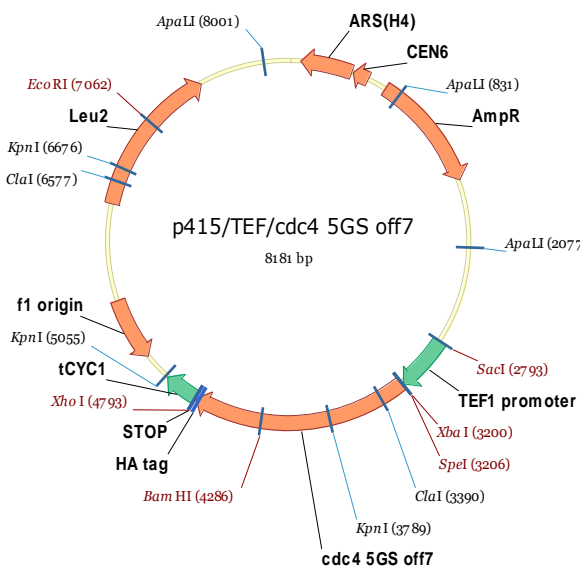 ApaLI (8001)
ARS(H4)
CEN6
ApaLI (831)
AmpR
EcoRI (7062)
Leu2
KpnI (6676)
ClaI (6577)
p415/TEF/cdc4 5GS off7
8181 bp
ApaLI (2077
f1 origin
KpnI (5055)
tCYC1
XhoI (4793)
STOP
HA tag
BamHI (4286)
SacI (2793)
TEF1 promoter
XbaI (3200)
SpeI (3206)
ClaI (3390)
KpnI (3789)
cdc4 5GS off7